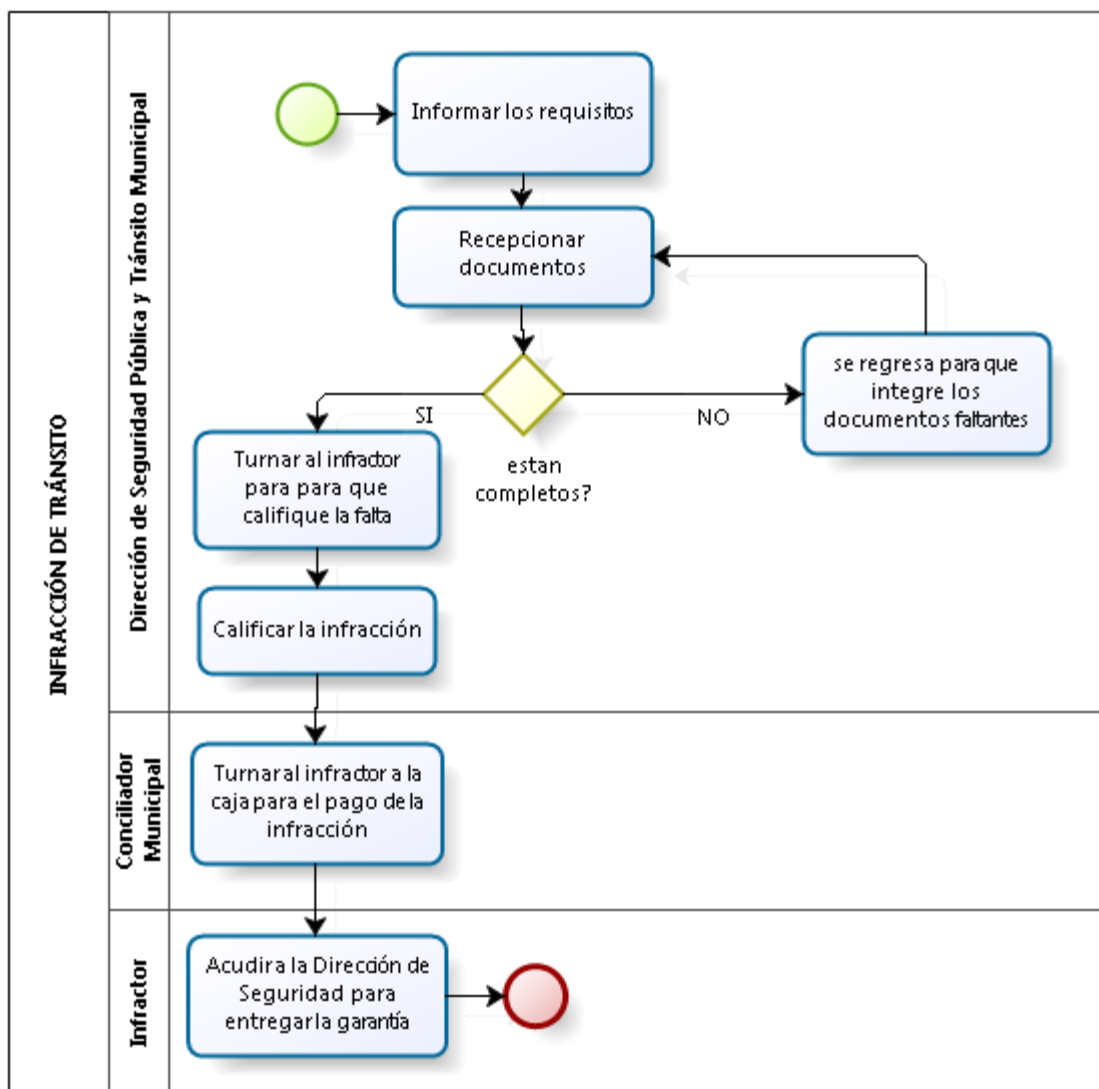 INFRACCIÓN DE TRÁNSITO
Dirección de Seguridad Pública y Tránsito Municipal
Informar los requisitos
Recepcionar
documentos
se regresa para que
integre los
documentos faltantes
SI
NO
estan
completos?
Turnar al infractor
para para que
califique la falta
Calificar la infracción
Conciliador
Municipal
Turnar al infractor a la
caja para el pago de la
infracción
Infractor
Acudir a la Dirección de
Seguridad para
entregar la garantía